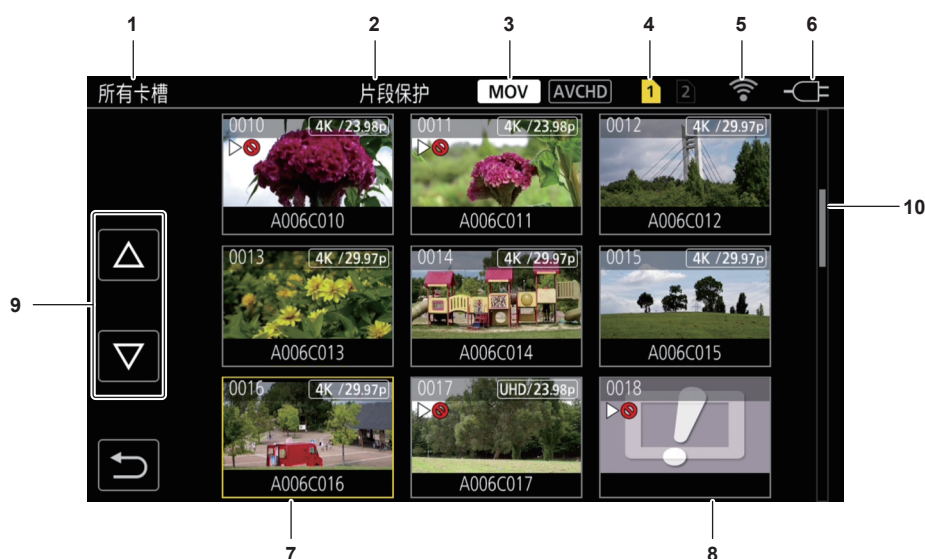 1 2 3 4 5 6
所有卡槽 片段保护 MOV AVCHD 1 2
0010 4K /23.98p 0011 4K /23.98p 0012 4K /29.97p
A006C010 A006C011 A006C012
10
0013 4K /29.97p 0014 4K /29.97p 0015 4K /29.97p
9
A006C013 A006C014 A006C015
0016 4K /29.97p 0017 UHD/23.98p 0018
A006C016 A006C017
7 8